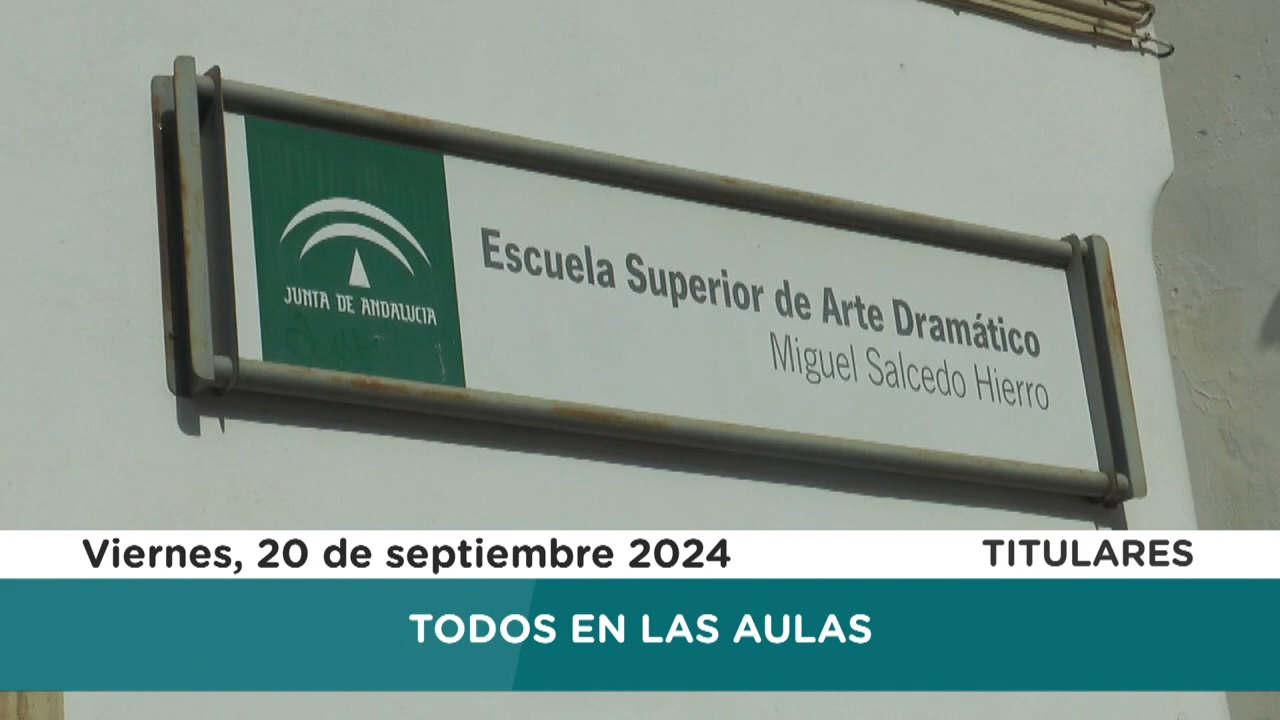 JUNTA DE ANDALUCIA
Escuela Superior de Arte Dramático
Miguel Salcedo Hierro
Viernes, 20 de septiembre 2024
TITULARES
TODOS EN LAS AULAS